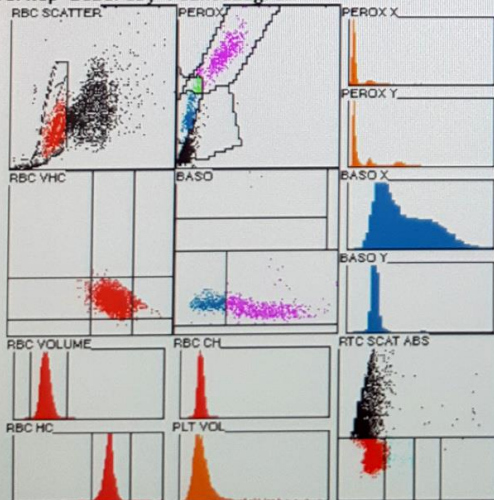 RBC SCATTER
PEROX
PEROX X
PEROX Y
RBC VHC
BASO
BASO X
BASO Y
RBC VOLUME
RBC CH
RTC SCAT ABS
RBC HC
PLT VOL